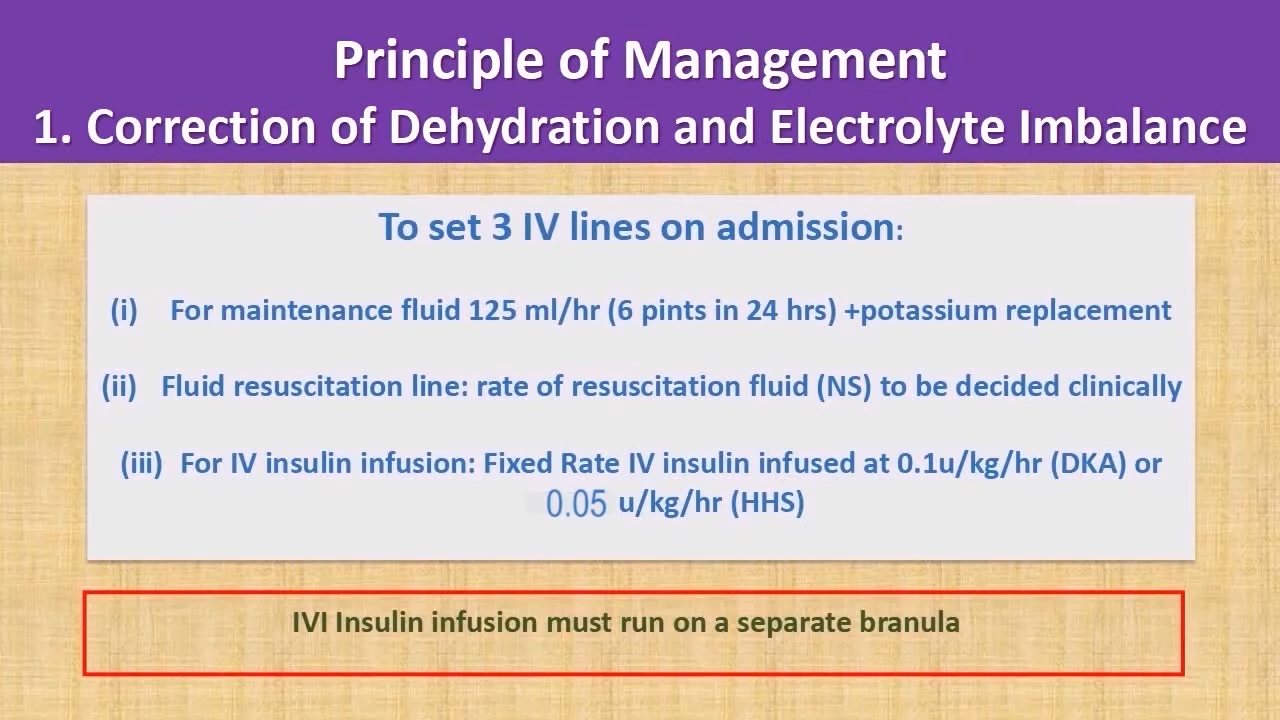 Principle of Management
1. Correction of Dehydration and Electrolyte Imbalance
To set 3 IV lines on admission:
(i) For maintenance fluid 125 ml/hr (6 pints in 24 hrs) +potassium replacement
(ii) Fluid resuscitation line: rate of resuscitation fluid (NS) to be decided clinically
(iii) For IV insulin infusion: Fixed Rate IV insulin infused at 0.1u/kg/hr (DKA) or
0.05 u/kg/hr (HHS)
IVI Insulin infusion must run on a separate branula